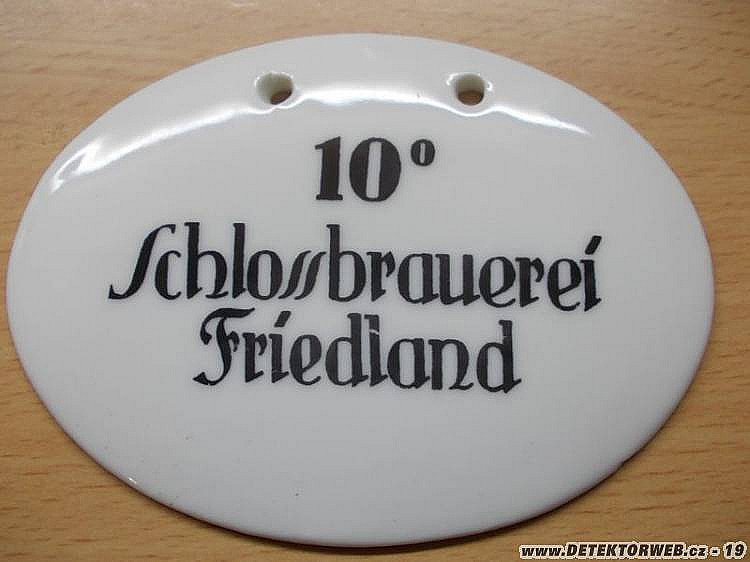 10°
Schlossbrauerei
Friedland
www.DETEKTORWEB.cz - 19